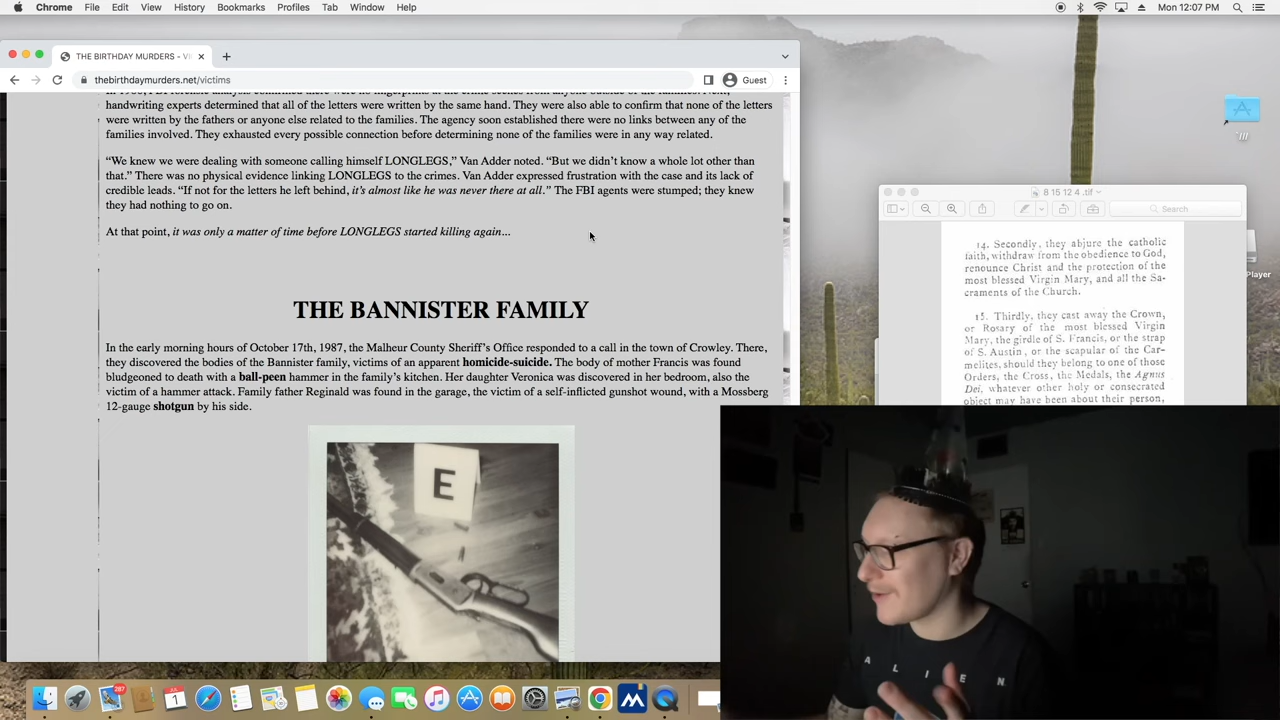 Chrome File Edit View History Bookmarks Profiles Tab Window Help
Mon 12:07 PM
THE BIRTHDAY MURDERS - VI
thebirthdaymurders.net/victims
Guest
handwriting experts determined that all of the letters were written by the same hand. They were also able to confirm that none of the letters
were written by the fathers or anyone else related to the families. The agency soon established there were no links between any of the
families involved. They exhausted every possible connection before determining none of the families were in any way related.
“We knew we were dealing with someone calling himself LONGLEGS,” Van Adder noted. “But we didn’t know a whole lot other than
that.” There was no physical evidence linking LONGLEGS to the crimes. Van Adder expressed frustration with the case and its lack of
credible leads. “If not for the letters he left behind, it’s almost like he was never there at all.” The FBI agents were stumped; they knew
they had nothing to go on.
At that point, it was only a matter of time before LONGLEGS started killing again...
THE BANNISTER FAMILY
In the early morning hours of October 17th, 1987, the Malheur County Sheriff’s Office responded to a call in the town of Crowley. There,
they discovered the bodies of the Bannister family, victims of an apparent homicide-suicide. The body of mother Francis was found
bludgeoned to death with a ball-peen hammer in the family’s kitchen. Her daughter Veronica was discovered in her bedroom, also the
victim of a hammer attack. Family father Reginald was found in the garage, the victim of a self-inflicted gunshot wound, with a Mossberg
12-gauge shotgun by his side.
E
8 15 12 4 .tif
Search
14. Secondly, they abjure the catholic
faith, withdraw from the obedience to God,
renounce Christ and the protection of the
most blessed Virgin Mary, and all the Sa-
craments of the Church.
15. Thirdly, they cast away the Crown,
or Rosary of the most blessed Virgin
Mary, the girdle of S. Francis, or the strap
of S. Austin, or the scapular of the Car-
melites, should they belong to one of those
Orders, the Cross, the Medals, the Agnus
Dei, whatever other holy or consecrated
object may have been about their person,
'///
Player
287
1
ALIEN